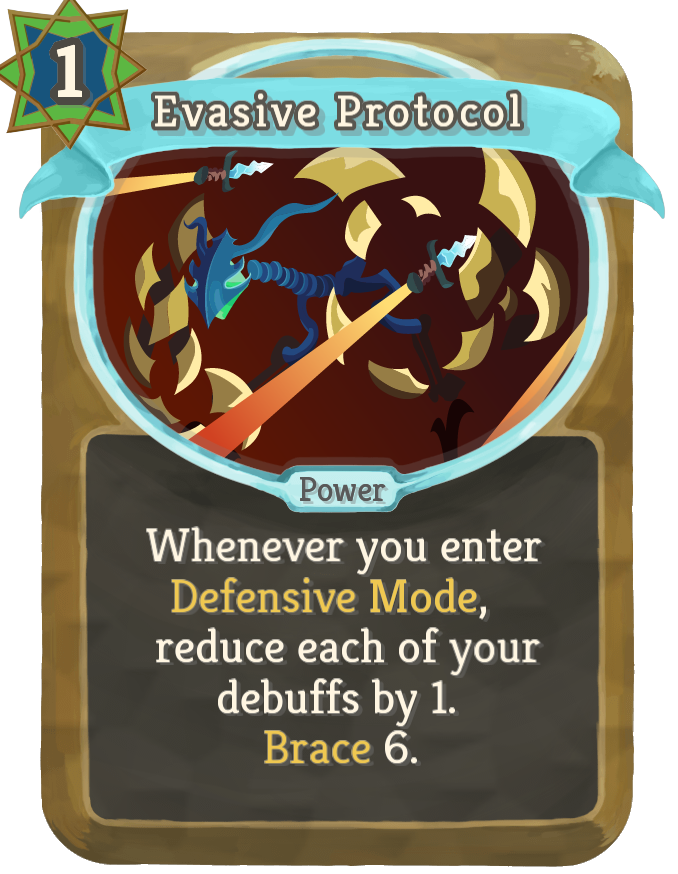 1
Evasive Protocol
Power
Whenever you enter
Defensive Mode,
reduce each of your
debuffs by 1.
Brace 6.